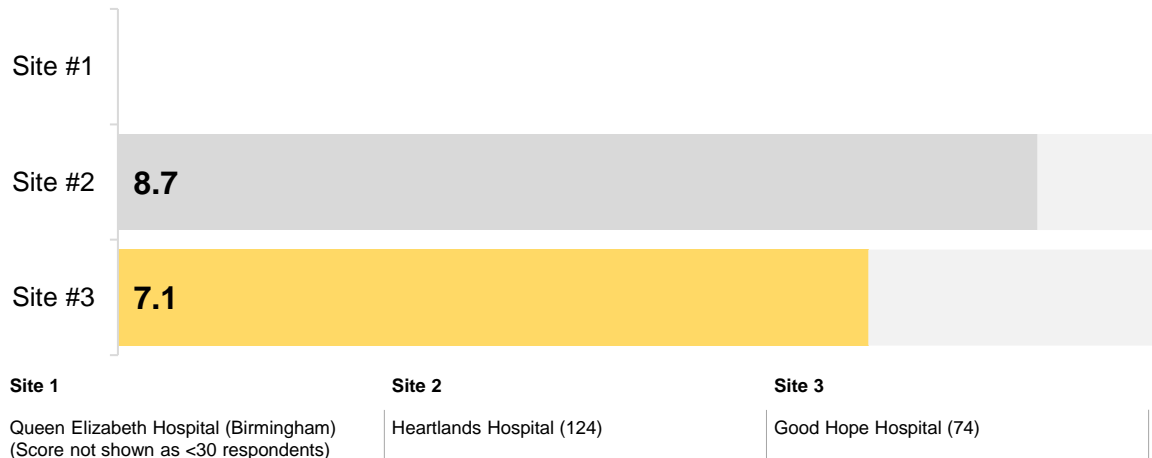 Site #1
Site #2
8.7
Site #3
7.1
Site 1
Site 2
Site 3
Queen Elizabeth Hospital (Birmingham)
(Score not shown as <30 respondents)
Heartlands Hospital (124)
Good Hope Hospital (74)